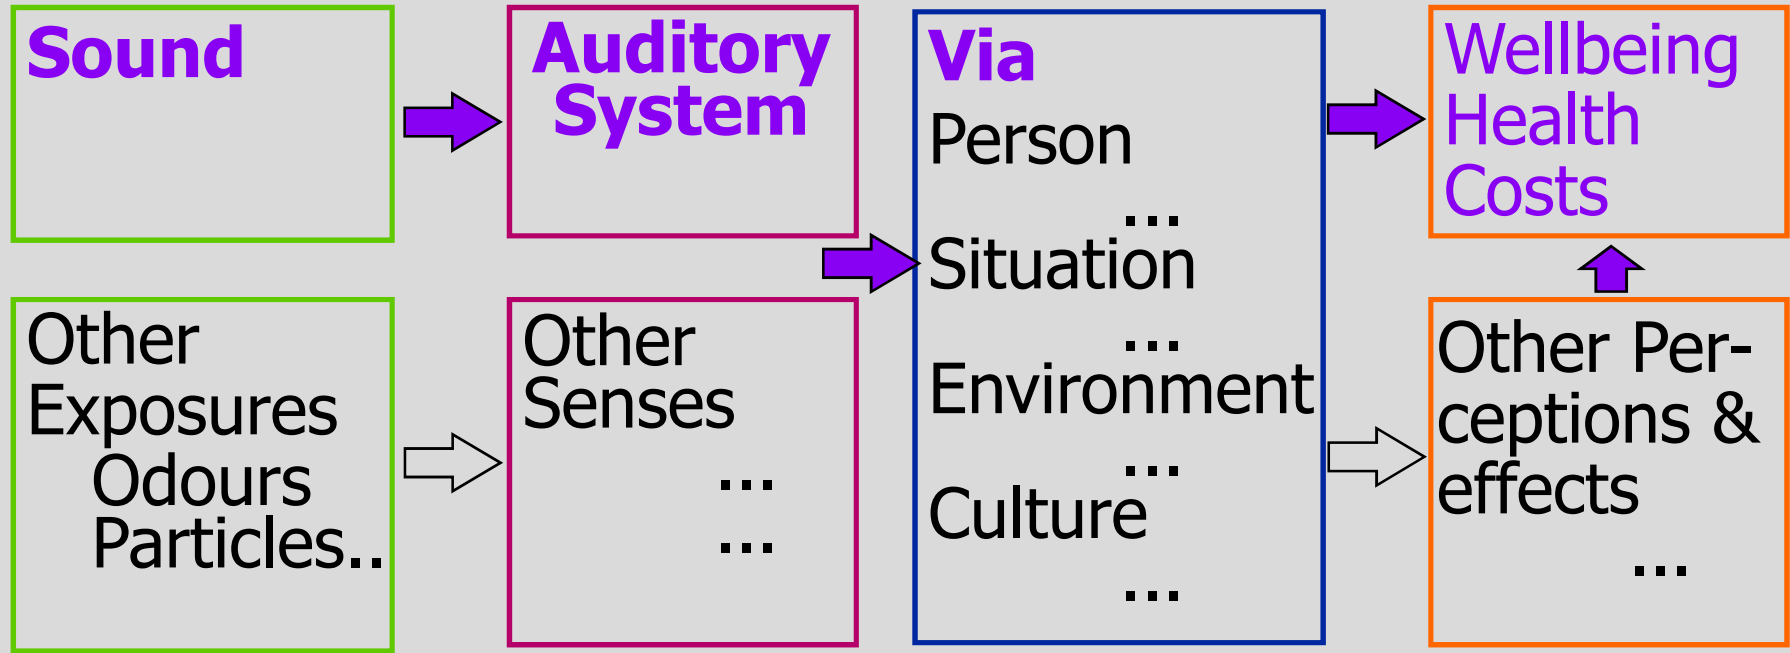 Sound
Auditory
System
Via
Person
...
Situation
...
Environment
...
Culture
...
Wellbeing
Health
Costs
Other
Exposures
Odours
Particles..
Other
Senses
...
...
Other Per-
ceptions &
effects
...